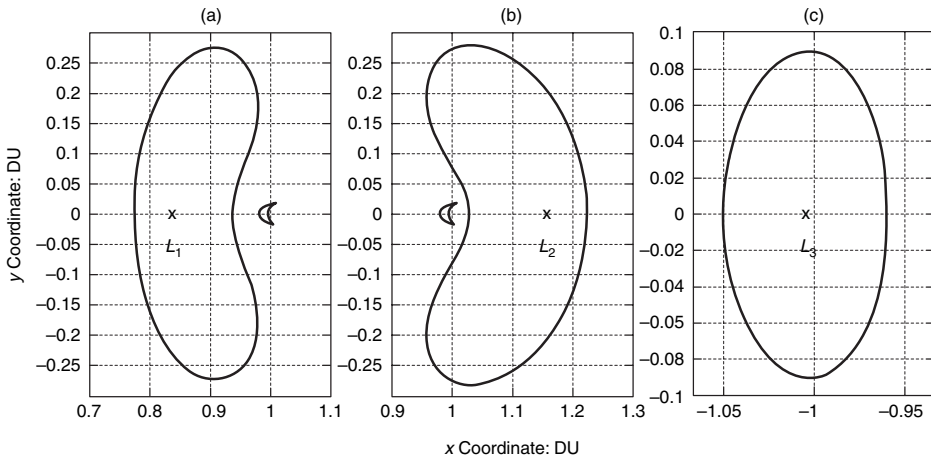 (a) (b) (c)
y Coordinate: DU
0.25
0.2
0.15
0.1
0.05
0
−0.05
−0.1
−0.15
−0.2
−0.25
x
L1
0.7 0.8 0.9 1 1.1
0.25
0.2
0.15
0.1
0.05
0
−0.05
−0.1
−0.15
−0.2
−0.25
x
L2
0.9 1 1.1 1.2 1.3
0.1
0.08
0.06
0.04
0.02
0
−0.02
−0.04
−0.06
−0.08
−0.1
x
L3
−1.05 −1 −0.95
x Coordinate: DU